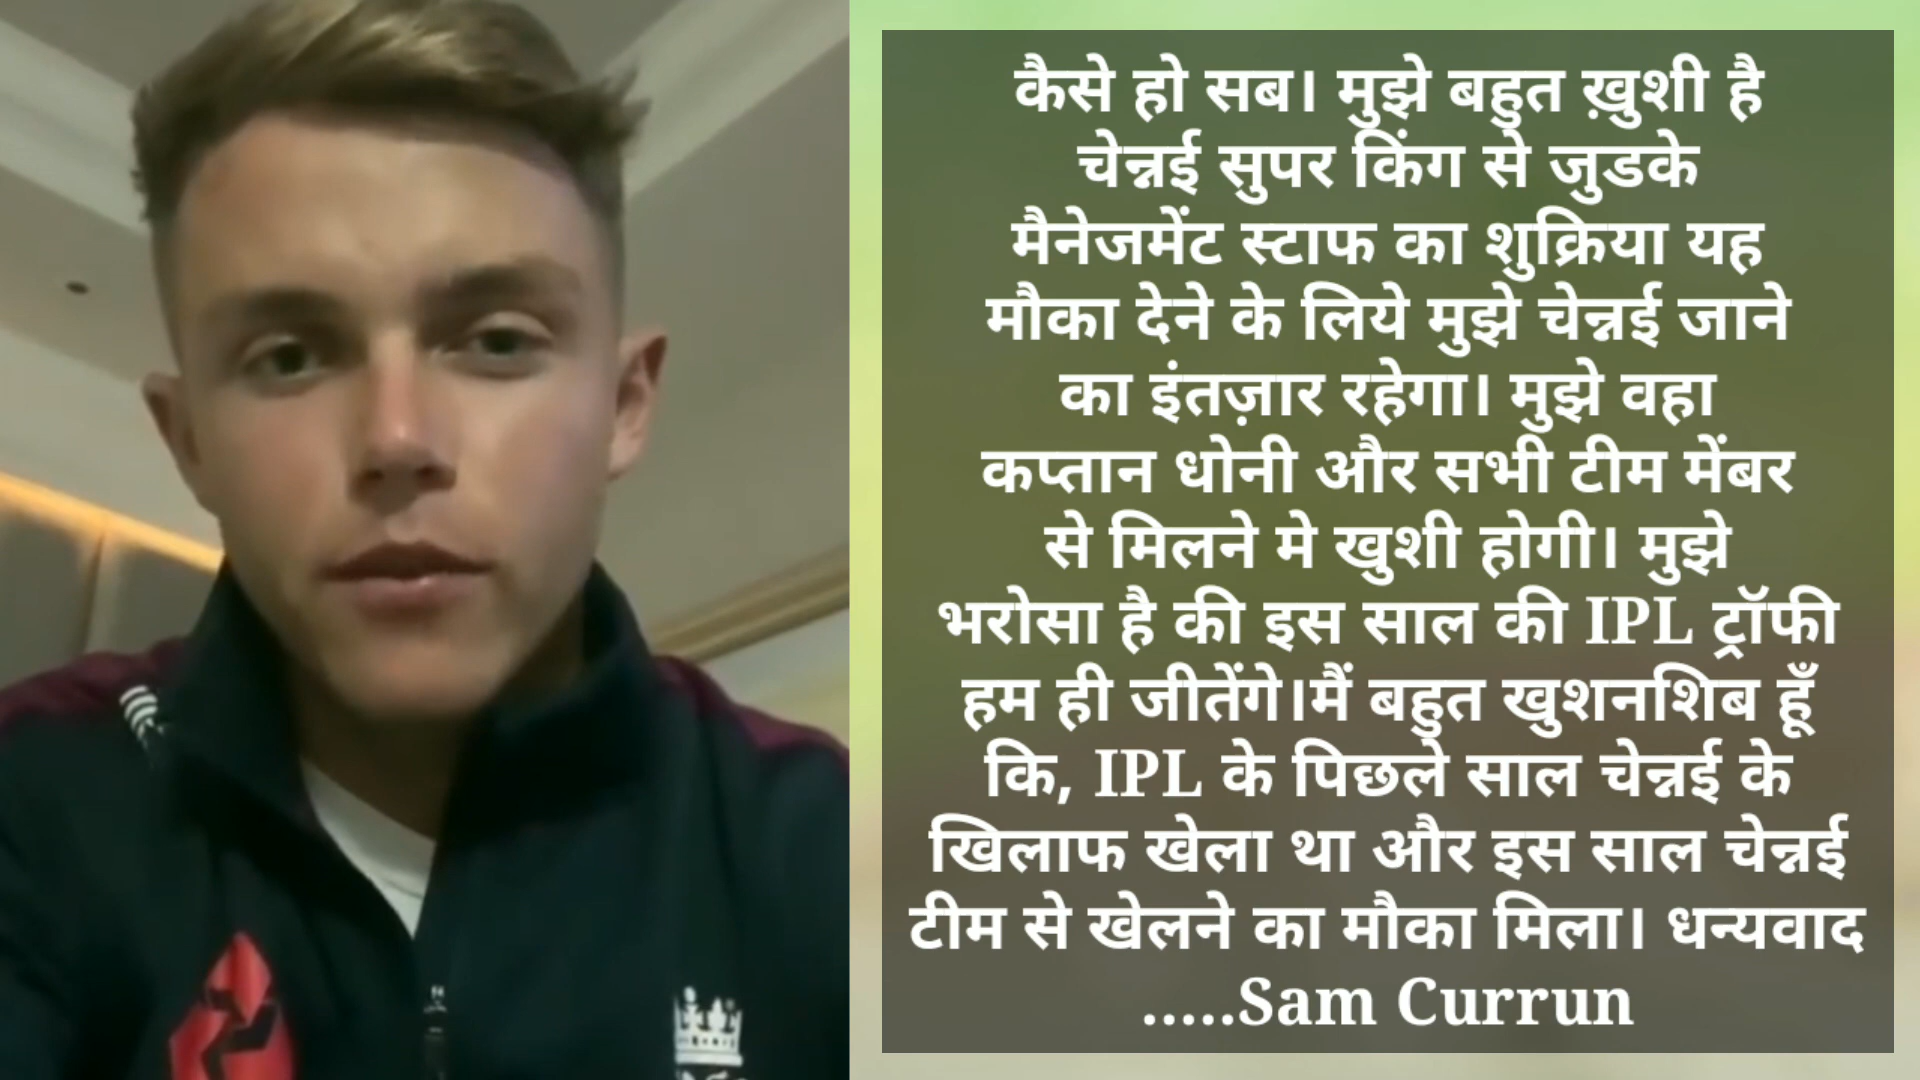 कैसे हो सब। मुझे बहुत ख़ुशी है
चेन्नई सुपर किंग से जुडके
मैनेजमेंट स्टाफ का शुक्रिया यह
मौका देने के लिये मुझे चेन्नई जाने
का इंतज़ार रहेगा। मुझे वहा
कप्तान धोनी और सभी टीम मेंबर
से मिलने मे खुशी होगी। मुझे
भरोसा है की इस साल की IPL ट्रॉफी
हम ही जीतेंगे।मैं बहुत खुशनशिब हूँ
कि, IPL के पिछले साल चेन्नई के
खिलाफ खेला था और इस साल चेन्नई
टीम से खेलने का मौका मिला। धन्यवाद
.....Sam Currun